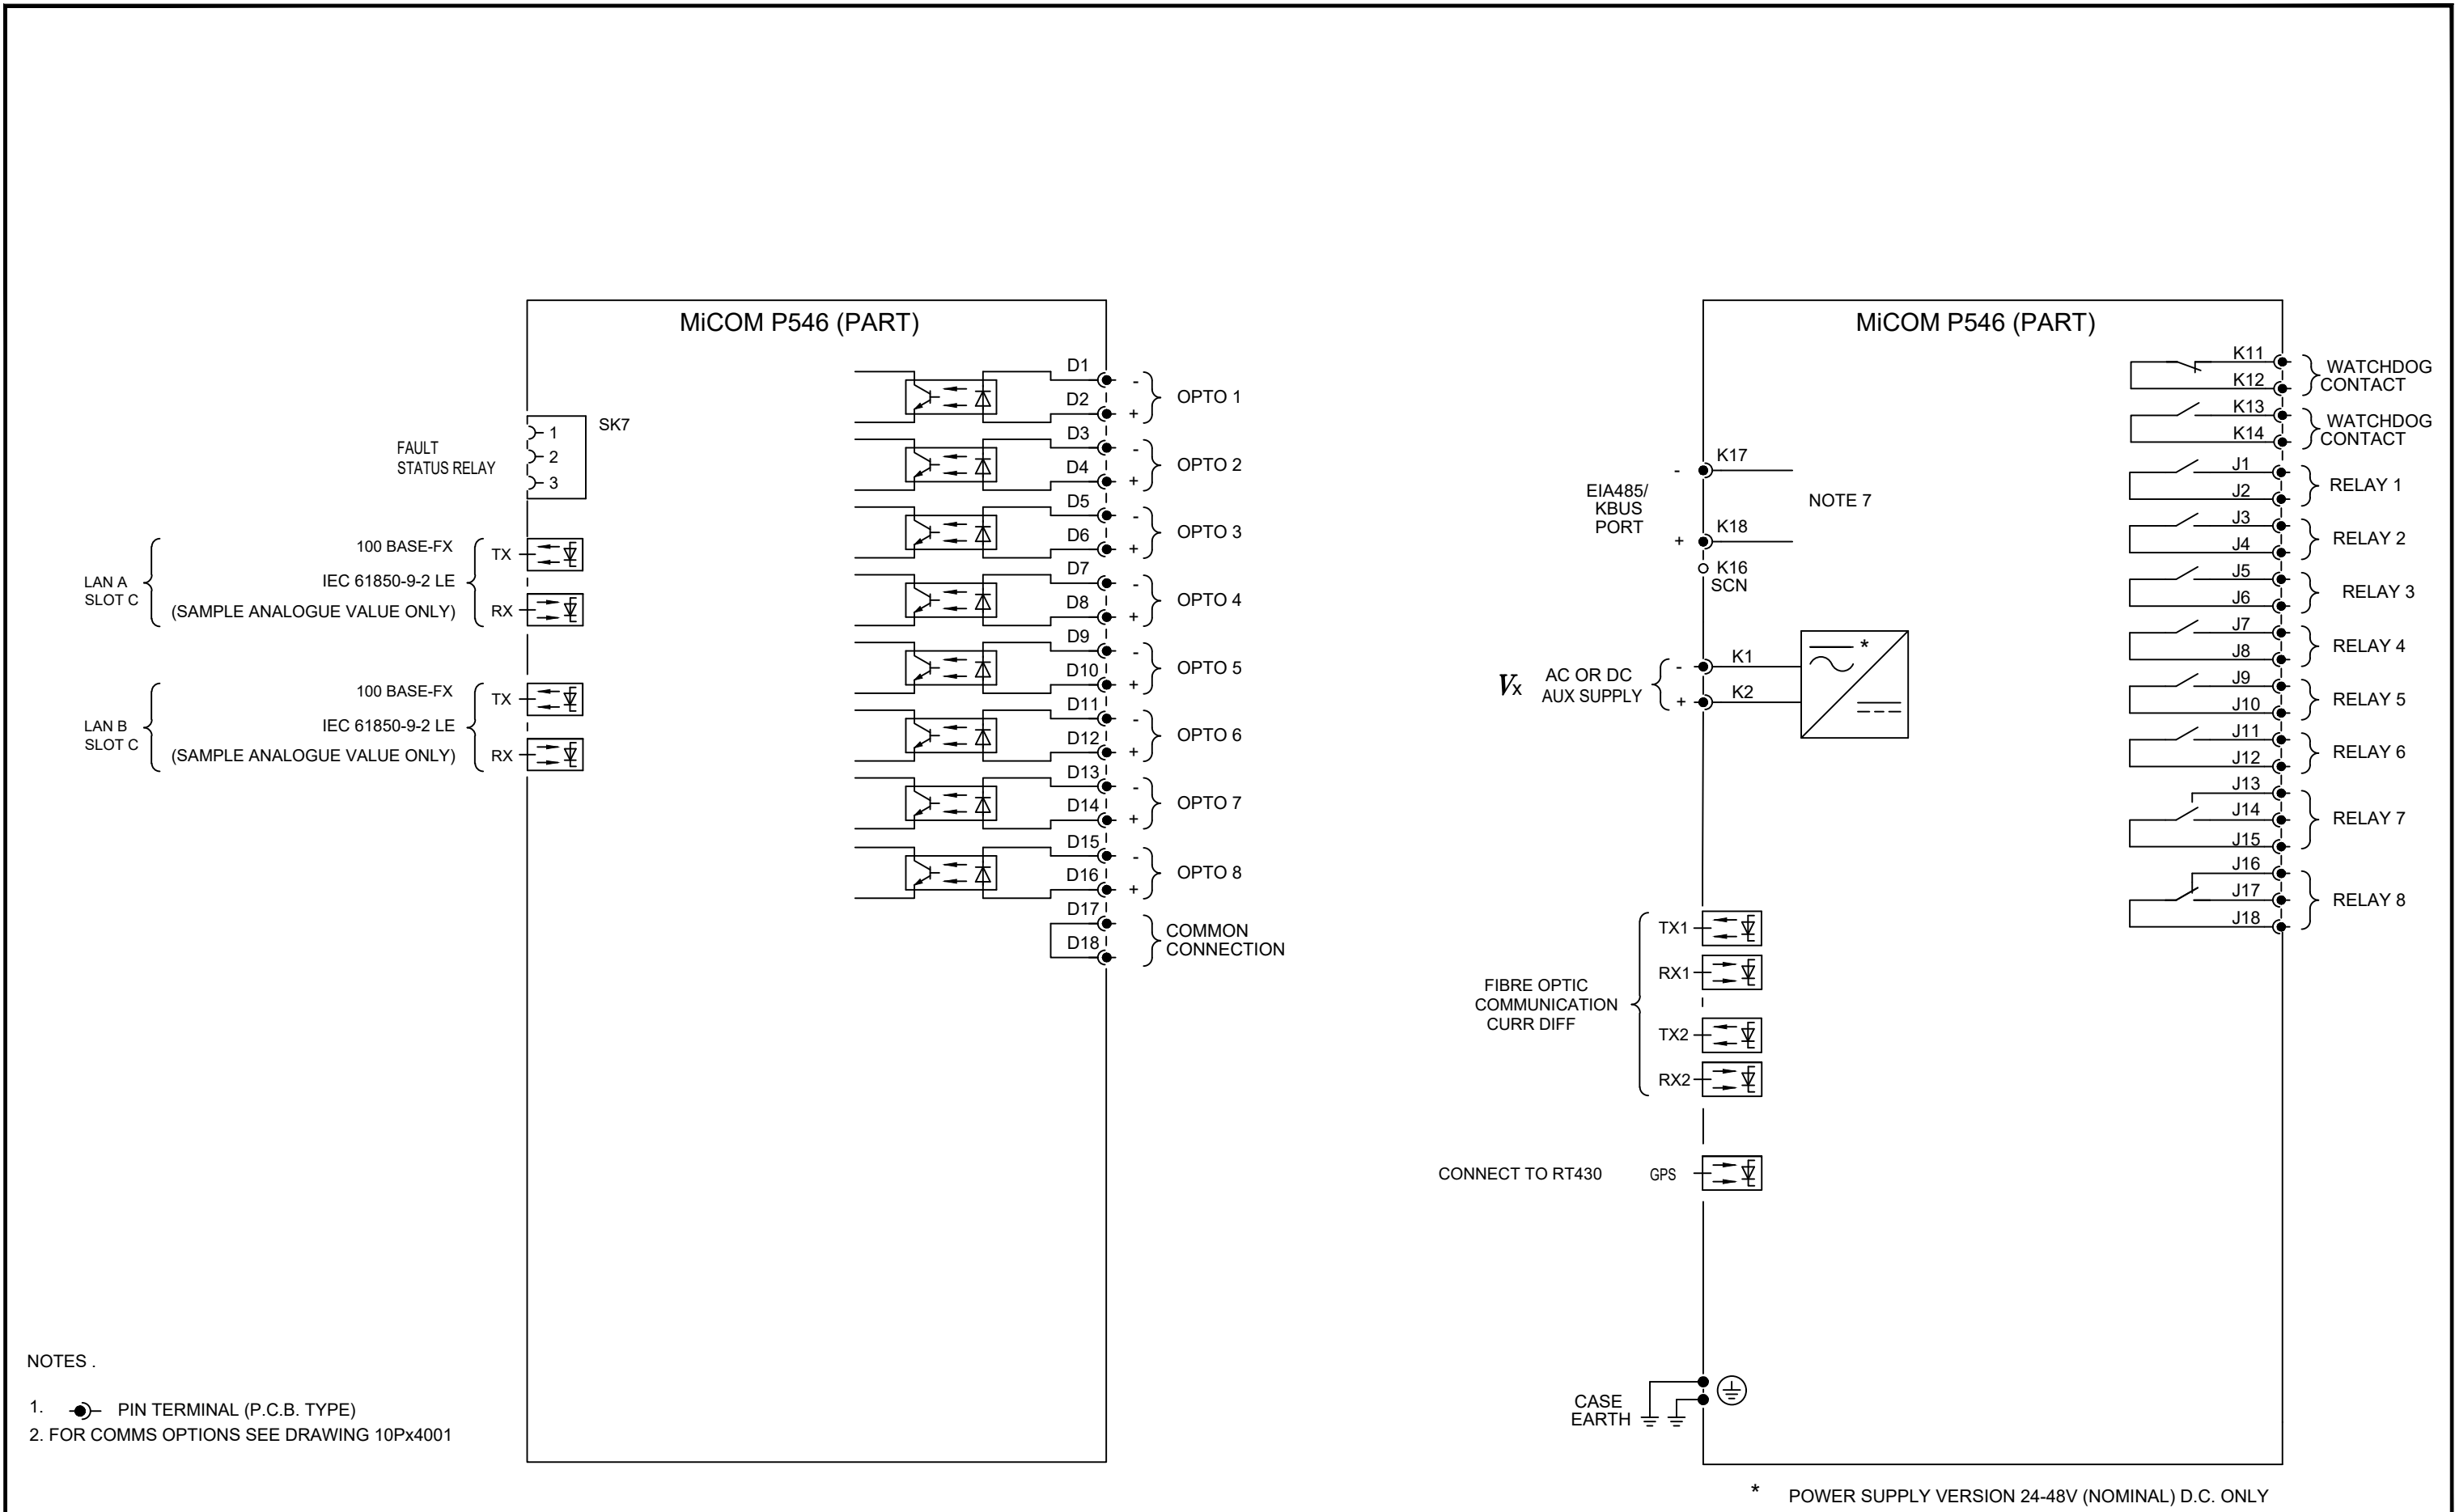 MiCOM P546 (PART)
SK7
FAULT
STATUS RELAY
1
2
3
LAN A
SLOT C
100 BASE-FX
IEC 61850-9-2 LE
(SAMPLE ANALOGUE VALUE ONLY)
TX
RX
LAN B
SLOT C
100 BASE-FX
IEC 61850-9-2 LE
(SAMPLE ANALOGUE VALUE ONLY)
TX
RX
D1 -
D2 +
OPTO 1
D3 -
D4 +
OPTO 2
D5 -
D6 +
OPTO 3
D7 -
D8 +
OPTO 4
D9 -
D10 +
OPTO 5
D11 -
D12 +
OPTO 6
D13 -
D14 +
OPTO 7
D15 -
D16 +
OPTO 8
D17
D18
COMMON
CONNECTION
MiCOM P546 (PART)
EIA485/
KBUS
PORT
- K17
+ K18
K16
SCN
NOTE 7
Vx
AC OR DC
AUX SUPPLY
- K1
+ K2
*
FIBRE OPTIC
COMMUNICATION
CURR DIFF
TX1
RX1
TX2
RX2
CONNECT TO RT430
GPS
CASE
EARTH
K11
K12
WATCHDOG
CONTACT
K13
K14
WATCHDOG
CONTACT
J1
J2
RELAY 1
J3
J4
RELAY 2
J5
J6
RELAY 3
J7
J8
RELAY 4
J9
J10
RELAY 5
J11
J12
RELAY 6
J13
J14
J15
RELAY 7
J16
J17
J18
RELAY 8
NOTES .
1. PIN TERMINAL (P.C.B. TYPE)
2. FOR COMMS OPTIONS SEE DRAWING 10Px4001
* POWER SUPPLY VERSION 24-48V (NOMINAL) D.C. ONLY